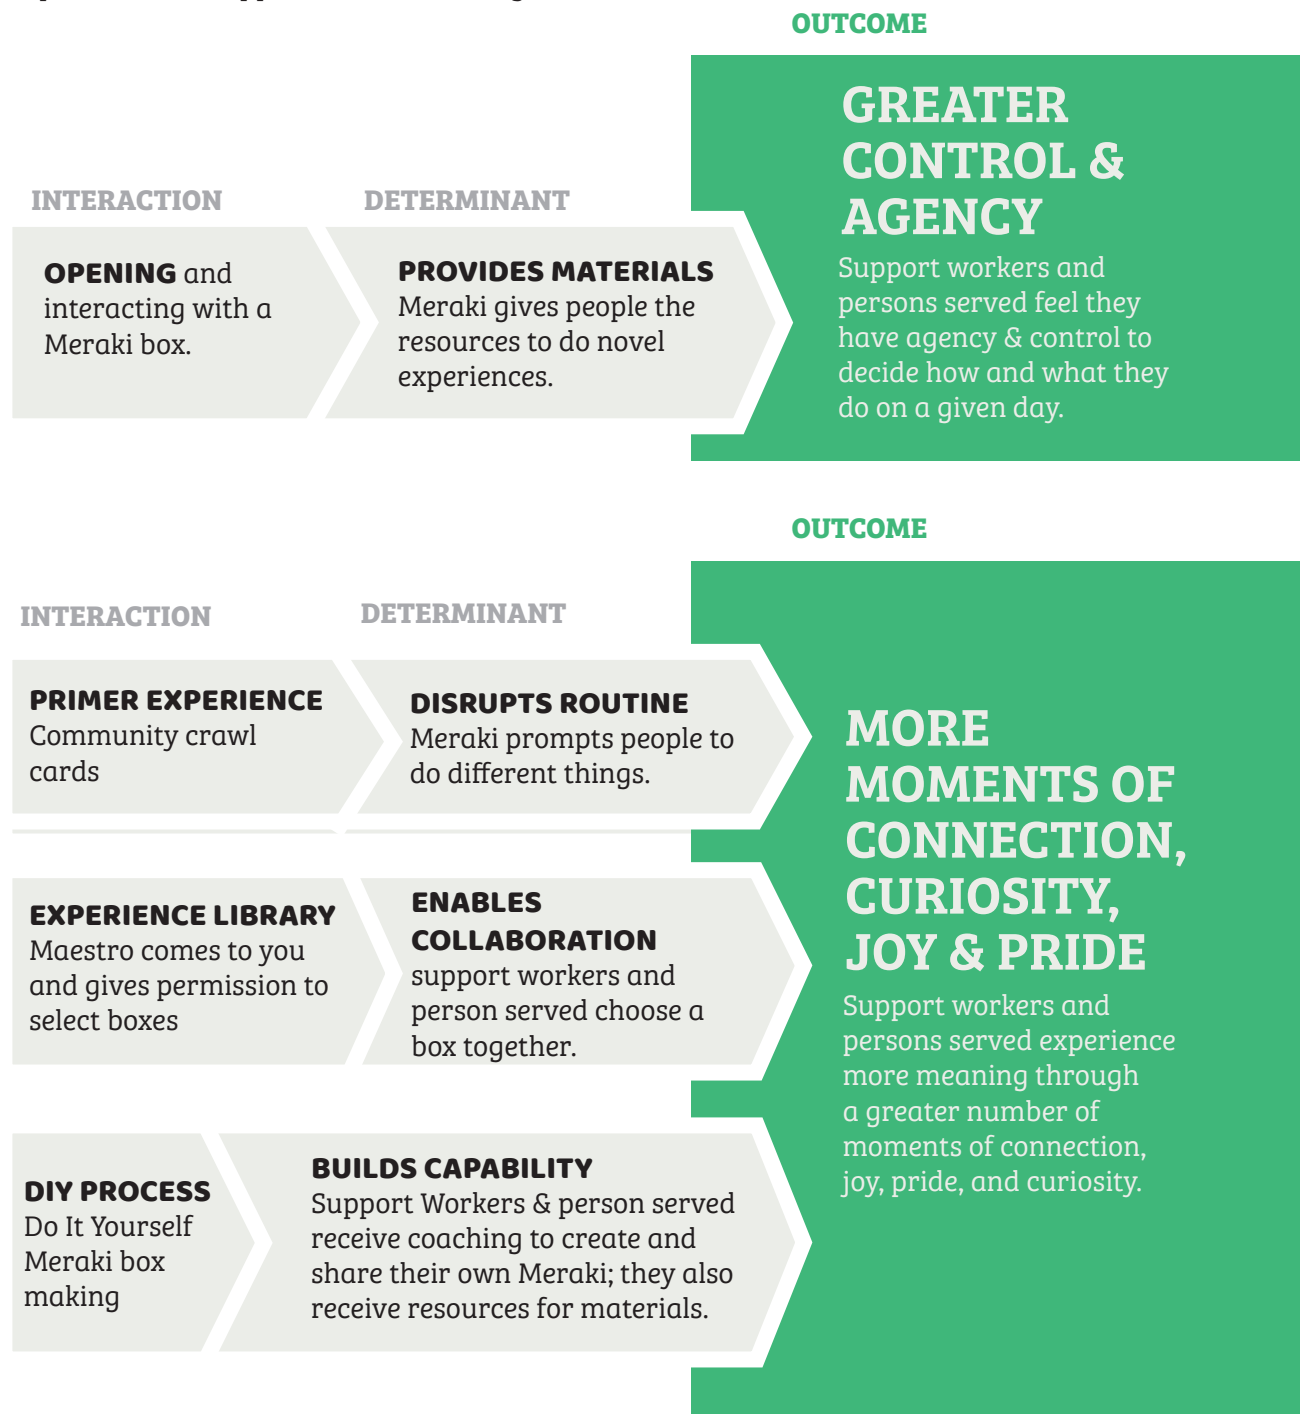 OUTCOME
GREATER
CONTROL &
AGENCY
Support workers and
persons served feel they
have agency & control to
decide how and what they
do on a given day.
INTERACTION
DETERMINANT
OPENING and
interacting with a
Meraki box.
PROVIDES MATERIALS
Meraki gives people the
resources to do novel
experiences.
OUTCOME
INTERACTION
DETERMINANT
PRIMER EXPERIENCE
Community crawl
cards
DISRUPTS ROUTINE
Meraki prompts people to
do different things.
EXPERIENCE LIBRARY
Maestro comes to you
and gives permission to
select boxes
ENABLES
COLLABORATION
support workers and
person served choose a
box together.
DIY PROCESS
Do It Yourself
Meraki box
making
BUILDS CAPABILITY
Support Workers & person served
receive coaching to create and
share their own Meraki; they also
receive resources for materials.
MORE
MOMENTS OF
CONNECTION,
CURIOSITY,
JOY & PRIDE
Support workers and
persons served experience
more meaning through
a greater number of
moments of connection,
joy, pride, and curiosity.